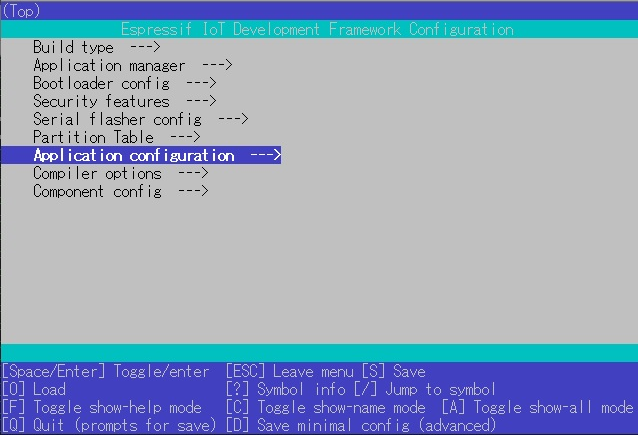 (Top)
Espressif IoT Development Framework Configuration
Build type --->
Application manager --->
Bootloader config --->
Security features --->
Serial flasher config --->
Partition Table --->
Application configuration --->
Compiler options --->
Component config --->
[Space/Enter] Toggle/enter [ESC] Leave menu [S] Save
[O] Load [?] Symbol info [/] Jump to symbol
[F] Toggle show-help mode [C] Toggle show-name mode [A] Toggle show-all mode
[Q] Quit (prompts for save) [D] Save minimal config (advanced)